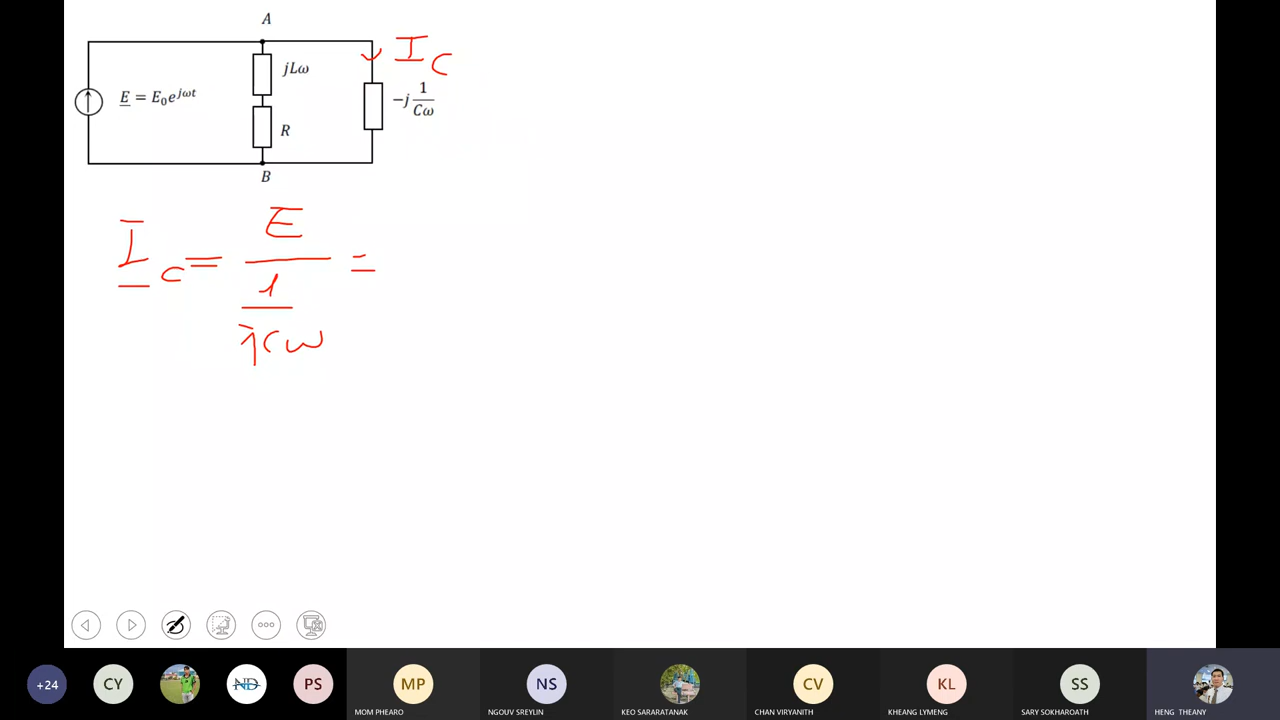 A
I_C
jLω
E = E₀e^{jωt}
-j 1/Cω
R
B
I_C = E / (1/jCω) =
+24
CY
ND
PS
MP
NS
CV
KL
SS
MOM PHEARO
NGOUV SREYLIN
KEO SARARATANAK
CHAN VIRYANITH
KHEANG LYMENG
SARY SOKHAROATH
HENG THEANY